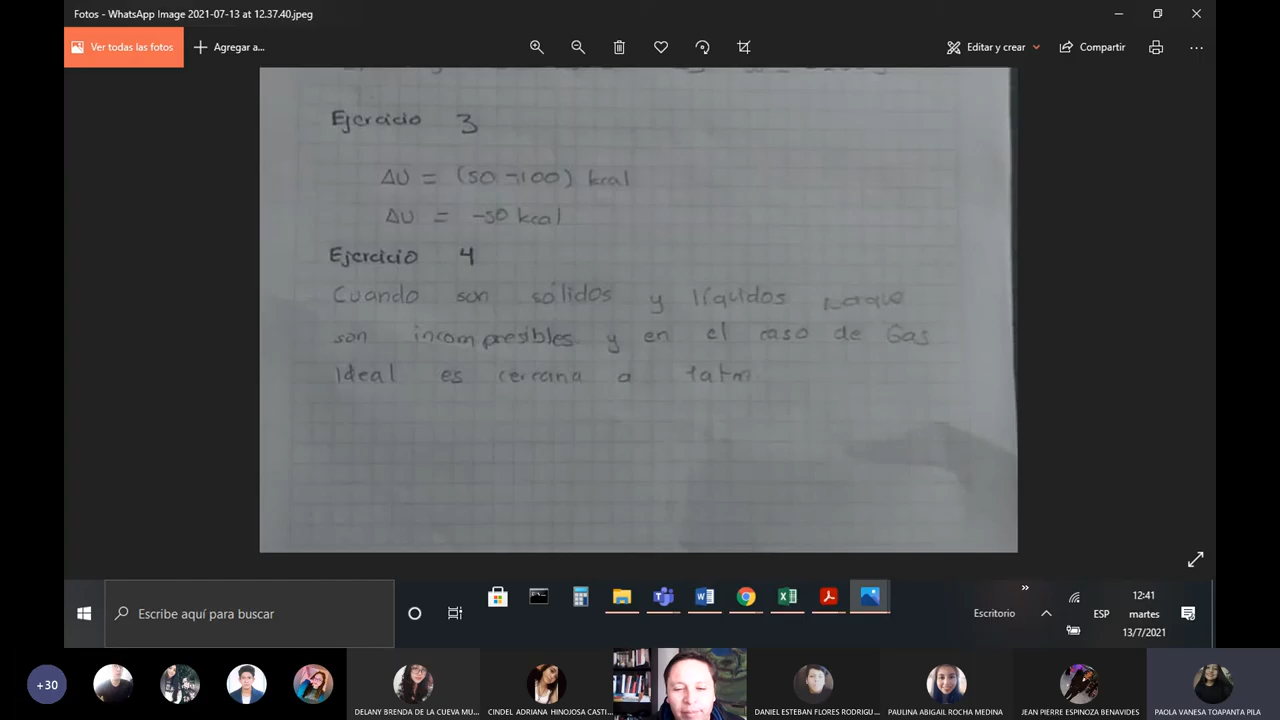 Fotos - WhatsApp Image 2021-07-13 at 12.37.40.jpeg
Ver todas las fotos
Agregar a...
Editar y crear
Compartir
Ejercicio 3
ΔU = (50-100) kcal
ΔU = -50 kcal
Ejercicio 4
Cuando son sólidos y líquidos
son incompresibles y en el caso de Gas
Ideal es cercana a 1atm
Escribe aquí para buscar
Escritorio
ESP
12:41
martes
13/7/2021
+30
DELANY BRENDA DE LA CUEVA MU...
CINDEL ADRIANA HINOJOSA CASTI...
DANIEL ESTEBAN FLORES RODRIGU...
PAULINA ABIGAIL ROCHA MEDINA
JEAN PIERRE ESPINOZA BENAVIDES
PAOLA VANESA TOAPANTA PILA